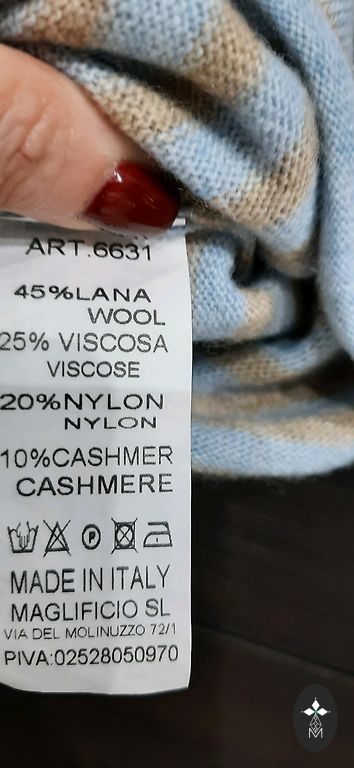 ART.6631
45%LANA
WOOL
25% VISCOSA
VISCOSE
20%NYLON
NYLON
10%CASHMER
CASHMERE
P
MADE IN ITALY
MAGLIFICIO SL
VIA DEL MOLINUZZO 72/1
PIVA:02528050970
M